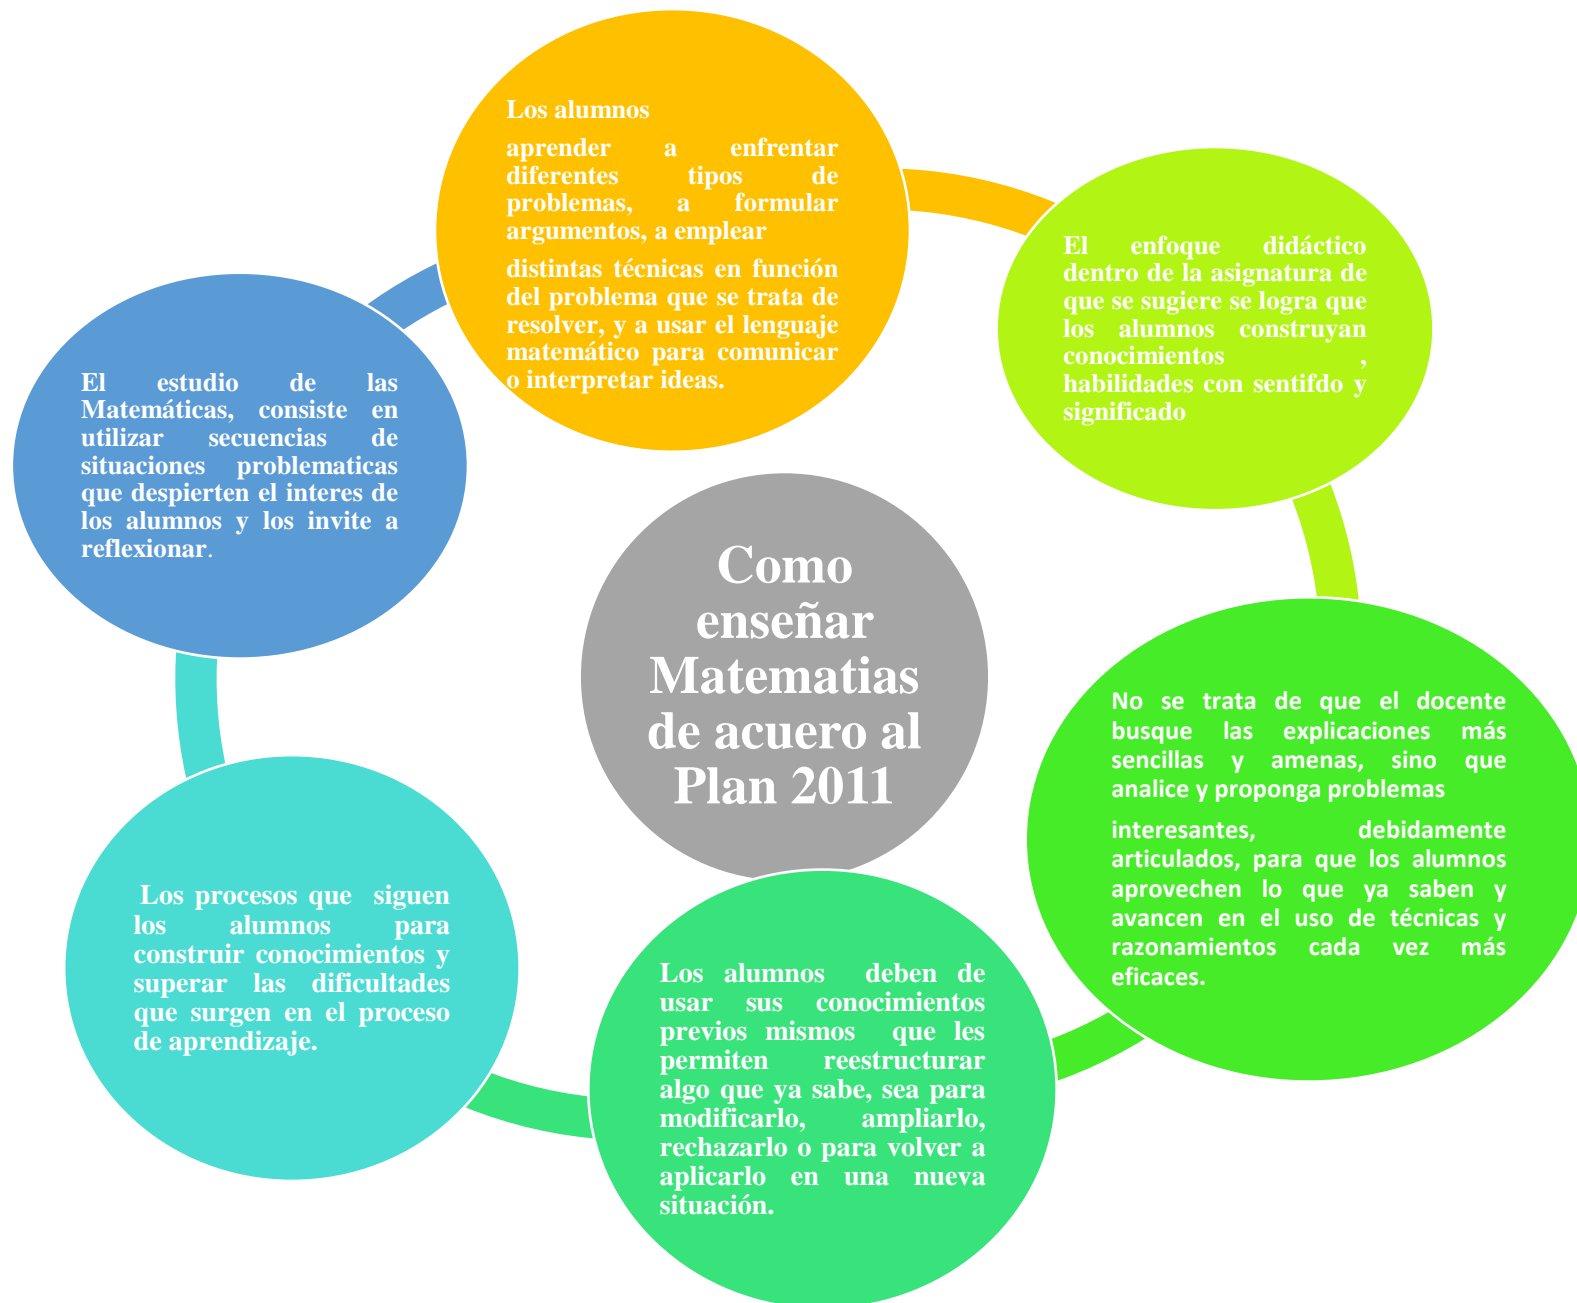 Los alumnos
aprender a enfrentar
diferentes tipos de
problemas, a formular
argumentos, a emplear
distintas técnicas en función
del problema que se trata de
resolver, y a usar el lenguaje
matemático para comunicar
o interpretar ideas.
El enfoque didáctico
dentro de la asignatura de
que se sugiere se logra que
los alumnos construyan
conocimientos ,
habilidades con sentifdo y
significado
No se trata de que el docente
busque las explicaciones más
sencillas y amenas, sino que
analice y proponga problemas
interesantes, debidamente
articulados, para que los alumnos
aprovechen lo que ya saben y
avancen en el uso de técnicas y
razonamientos cada vez más
eficaces.
Los alumnos deben de
usar sus conocimientos
previos mismos que les
permiten reestructurar
algo que ya sabe, sea para
modificarlo, ampliarlo,
rechazarlo o para volver a
aplicarlo en una nueva
situación.
Los procesos que siguen
los alumnos para
construir conocimientos y
superar las dificultades
que surgen en el proceso
de aprendizaje.
El estudio de las
Matemáticas, consiste en
utilizar secuencias de
situaciones problematicas
que despierten el interes de
los alumnos y los invite a
reflexionar.
Como
enseñar
Matematias
de acuero al
Plan 2011